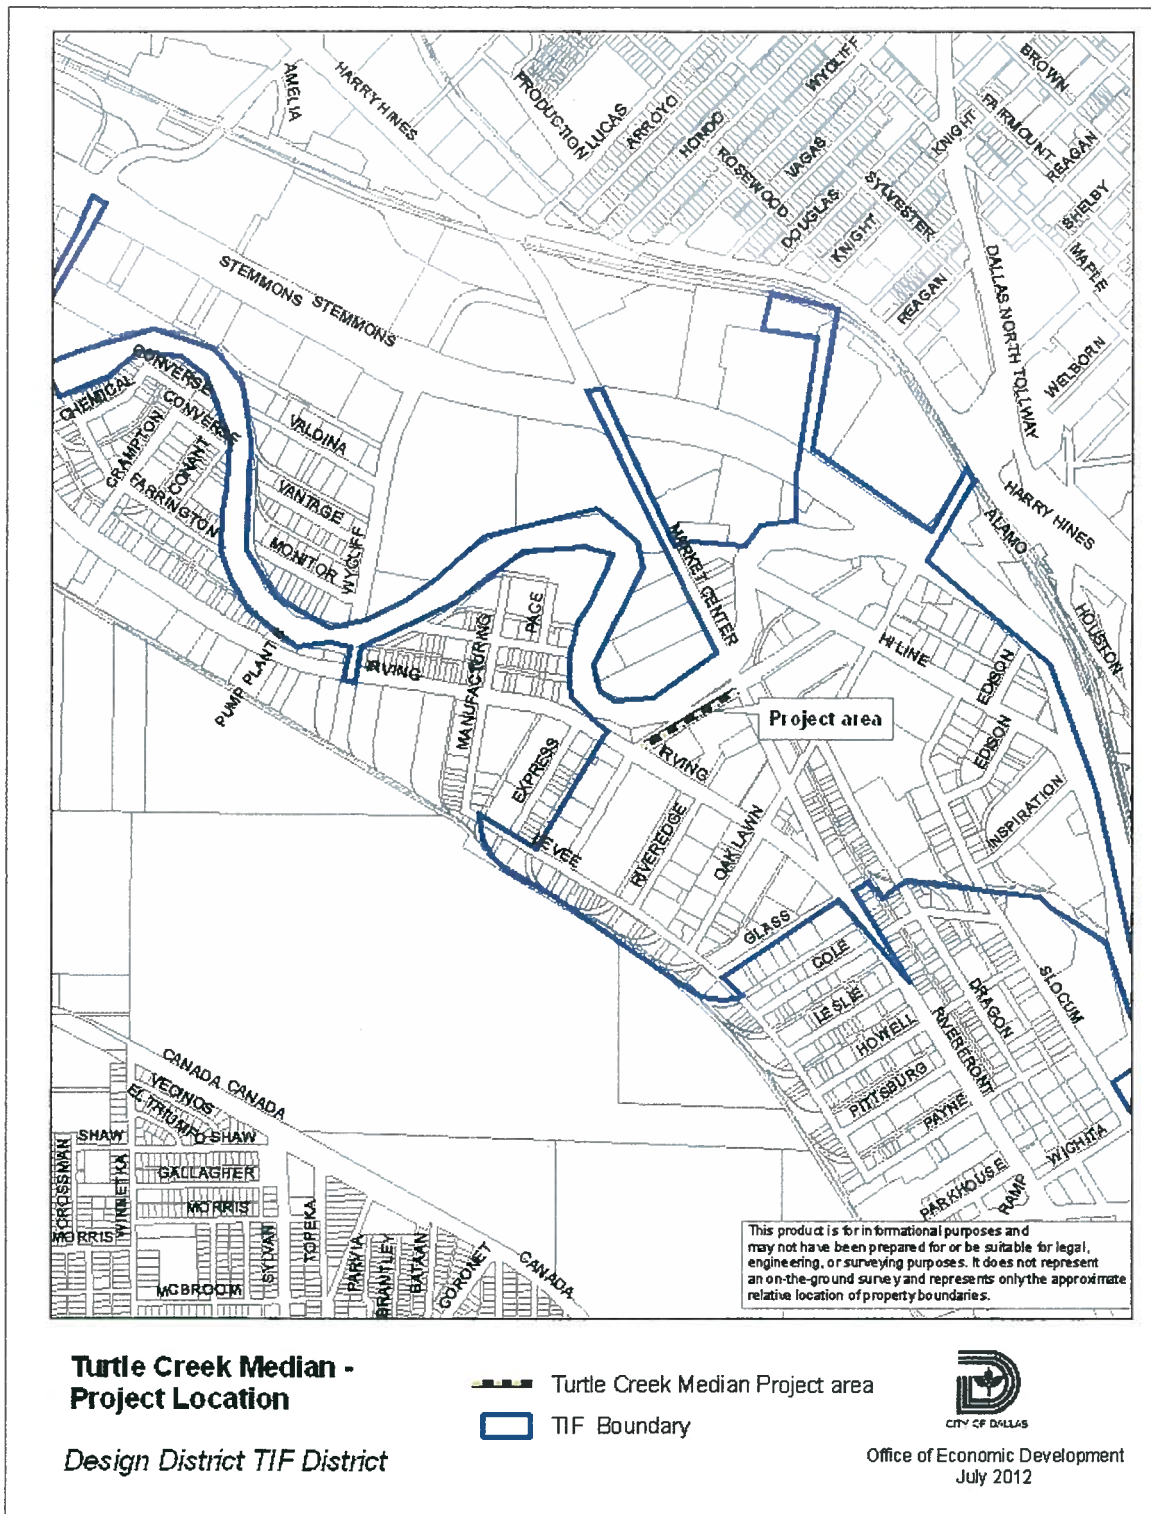 AMELIA
HARRY HINES
PRODUCTION
LUCAS
ARROYO
HONDO
WYCLIFF
BROWN
FAIRMOUNT
KNIGHT
REAGAN
VAGAS
ROSEWOOD
DOUGLAS
KNIGHT
SYLVESTER
SHELBY
MAPLE
REAGAN
DALLAS NORTH TOLLWAY
WELBORN
STEMMONS STEMMONS
CONVERSE
CHEMICAL
CONVERSE
CRAMPTON
CONANT
FARRINGTON
VALDINA
VANTAGE
MONITOR
WYCLIFF
HARRY HINES
ALAMO
HOUSTON
MARKET CENTER
PAGE
MANUFACTURING
IRVING
PUMP PLANT
HI LINE
EDISON
EDISON
Project area
IRVING
EXPRESS
INSPIRATION
LEVEE
RIVEREDGE
OAK LAWN
GLASS
COLE
LESLIE
HOWELL
PITTSBURG
PAYNE
RIVERFRONT
DRAGON
SLOCUM
WICHITA
PARKHOUSE
RAMP
CANADA CANADA
VECINOS
EL TRIUMFO
SHAW
SHAW
GALLAGHER
MORRIS
CROSSMAN
WINNETKA
MORRIS
SYLVAN
TOPEKA
MCBROOM
PARVIA
BRANTLEY
BATAAN
CORONET
CANADA
This product is for informational purposes and
may not have been prepared for or be suitable for legal,
engineering, or surveying purposes. It does not represent
an on-the-ground survey and represents only the approximate
relative location of property boundaries.
Turtle Creek Median -
Project Location
Design District TIF District
Turtle Creek Median Project area
TIF Boundary
CITY OF DALLAS
Office of Economic Development
July 2012